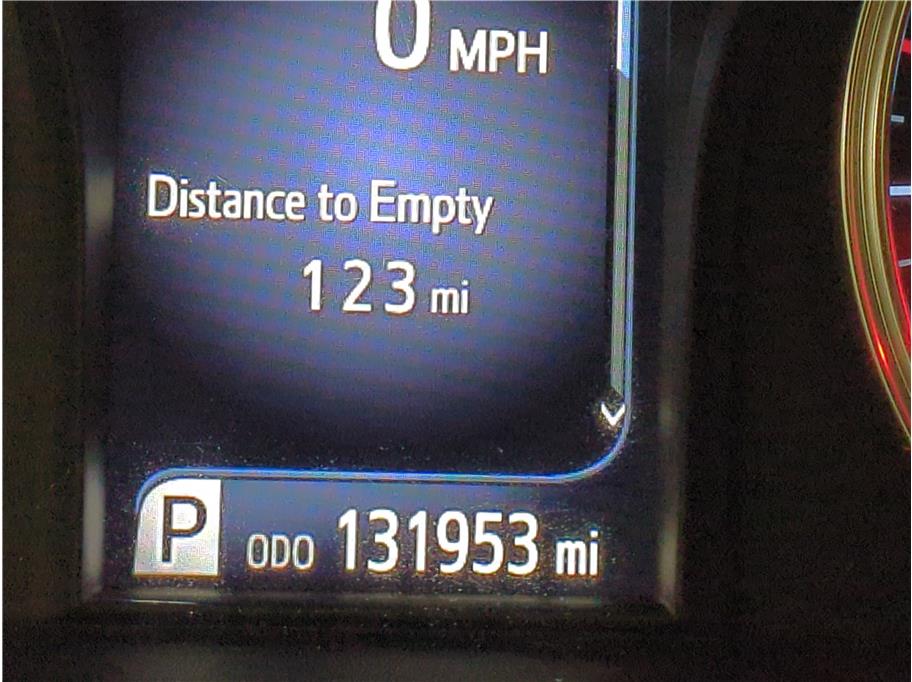 0 MPH
Distance to Empty
123 mi
P ODO 131953 mi